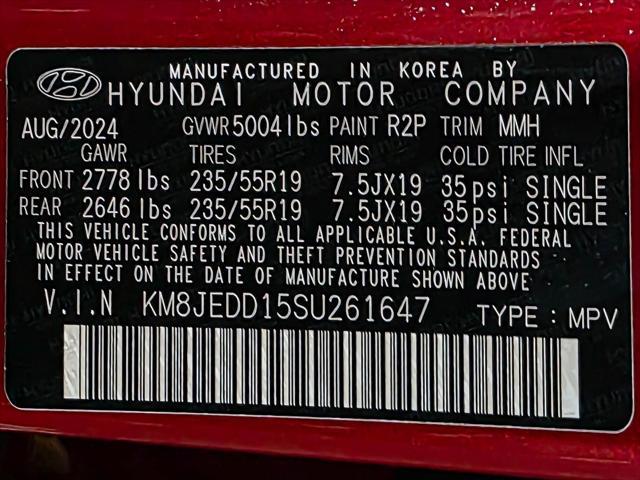 MANUFACTURED IN KOREA BY
HYUNDAI MOTOR COMPANY
AUG/2024 GVWR 5004 lbs PAINT R2P TRIM MMH
GAWR TIRES RIMS COLD TIRE INFL
FRONT 2778 lbs 235/55R19 7.5JX19 35psi SINGLE
REAR 2646 lbs 235/55R19 7.5JX19 35psi SINGLE
THIS VEHICLE CONFORMS TO ALL APPLICABLE U.S.A. FEDERAL
MOTOR VEHICLE SAFETY AND THEFT PREVENTION STANDARDS
IN EFFECT ON THE DATE OF MANUFACTURE SHOWN ABOVE
V.I.N KM8JEDD15SU261647 TYPE : MPV